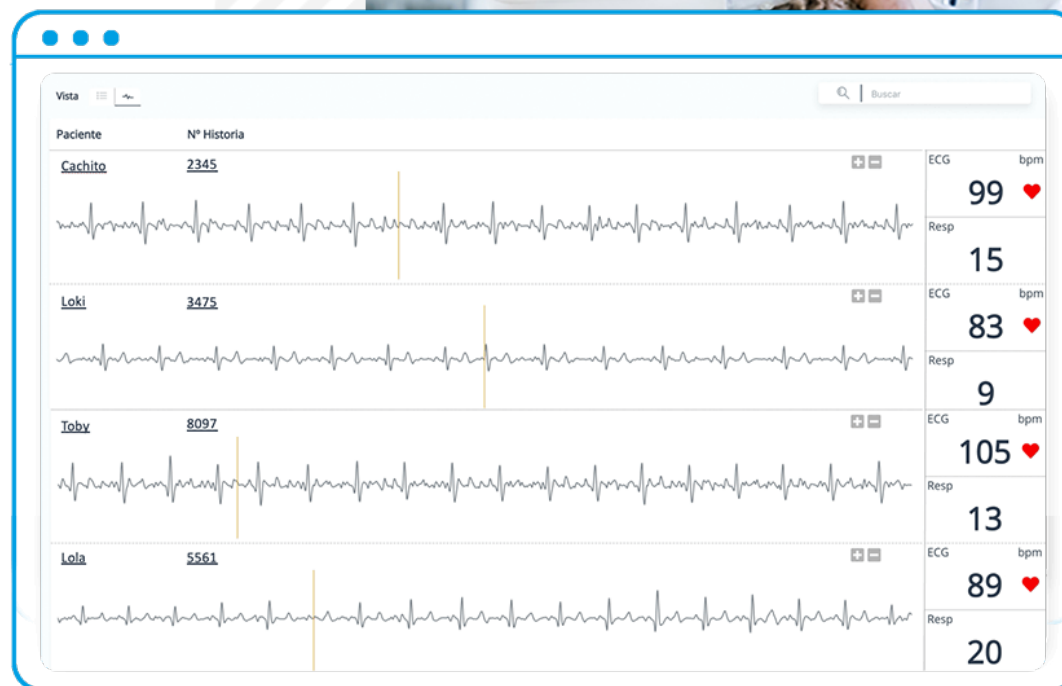 Vista
Buscar
Paciente Nº Historia
Cachito 2345
ECG bpm
99
Resp
15
Loki 3475
ECG bpm
83
Resp
9
Toby 8097
ECG bpm
105
Resp
13
Lola 5561
ECG bpm
89
Resp
20